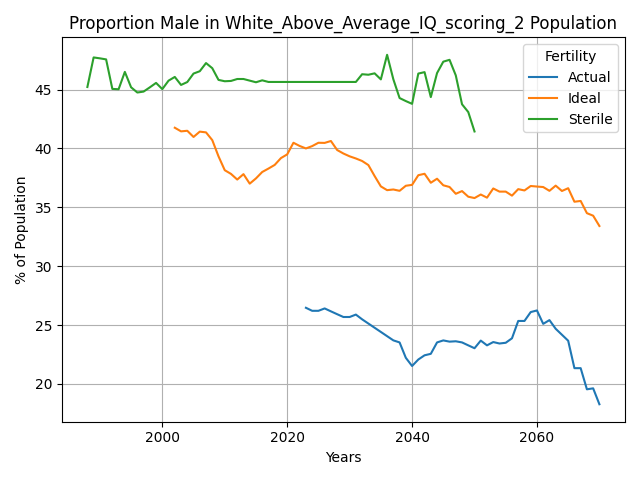 Proportion Male in White_Above_Average_IQ_scoring_2 Population
Fertility
Actual
Ideal
Sterile
% of Population
45
40
35
30
25
20
2000
2020
2040
2060
Years